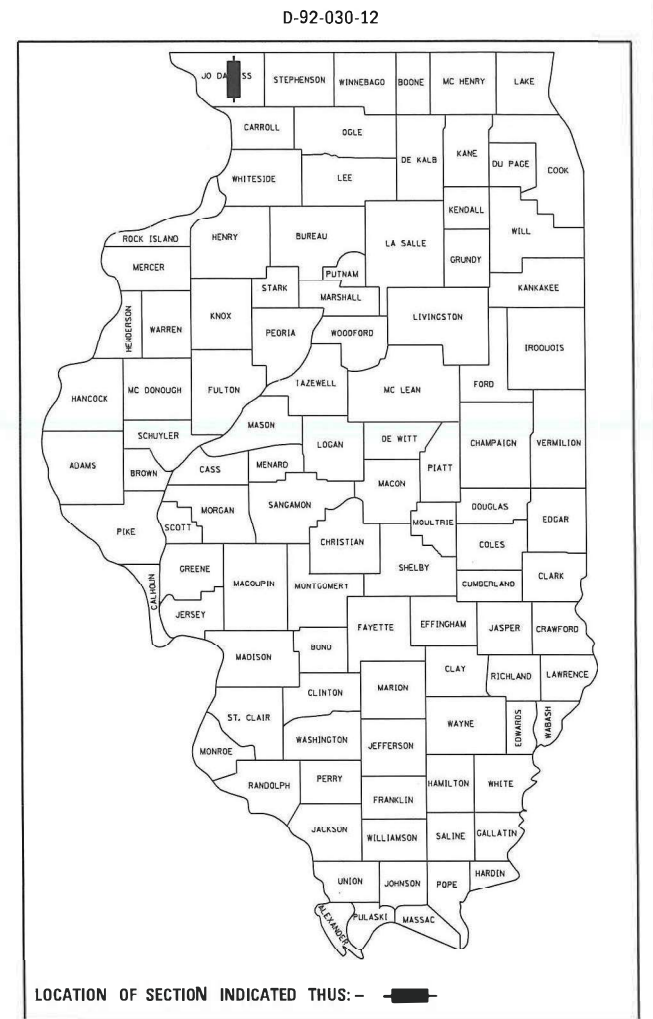 D-92-030-12
JO DA SS
STEPHENSON
WINNEBAGO
BOONE
MC HENRY
LAKE
CARROLL
OGLE
DE KALB
KANE
DU PAGE
COOK
WHITESIDE
LEE
KENDALL
WILL
ROCK ISLAND
HENRY
BUREAU
LA SALLE
GRUNDY
MERCER
PUTNAM
STARK
MARSHALL
KANKAKEE
HENDERSON
WARREN
KNOX
PEORIA
WOODFORD
LIVINGSTON
IROQUOIS
HANCOCK
MC DONOUGH
FULTON
TAZEWELL
MC LEAN
FORD
MASON
SCHUYLER
LOGAN
DE WITT
CHAMPAIGN
VERMILION
ADAMS
BROWN
CASS
MENARD
PIATT
MACON
MORGAN
SANGAMON
DOUGLAS
PIKE
SCOTT
MOULTRIE
EDGAR
CHRISTIAN
COLES
GREENE
MACOUPIN
MONTGOMERY
SHELBY
CUMBERLAND
CLARK
CALHOUN
JERSEY
FAYETTE
EFFINGHAM
JASPER
CRAWFORD
MADISON
BOND
CLAY
RICHLAND
LAWRENCE
CLINTON
MARION
ST. CLAIR
WAYNE
EDWARDS
WABASH
WASHINGTON
JEFFERSON
MONROE
RANDOLPH
PERRY
HAMILTON
WHITE
FRANKLIN
JACKSON
WILLIAMSON
SALINE
GALLATIN
UNION
JOHNSON
POPE
HARDIN
ALEXANDER
PULASKI
MASSAC
LOCATION OF SECTION INDICATED THUS: –